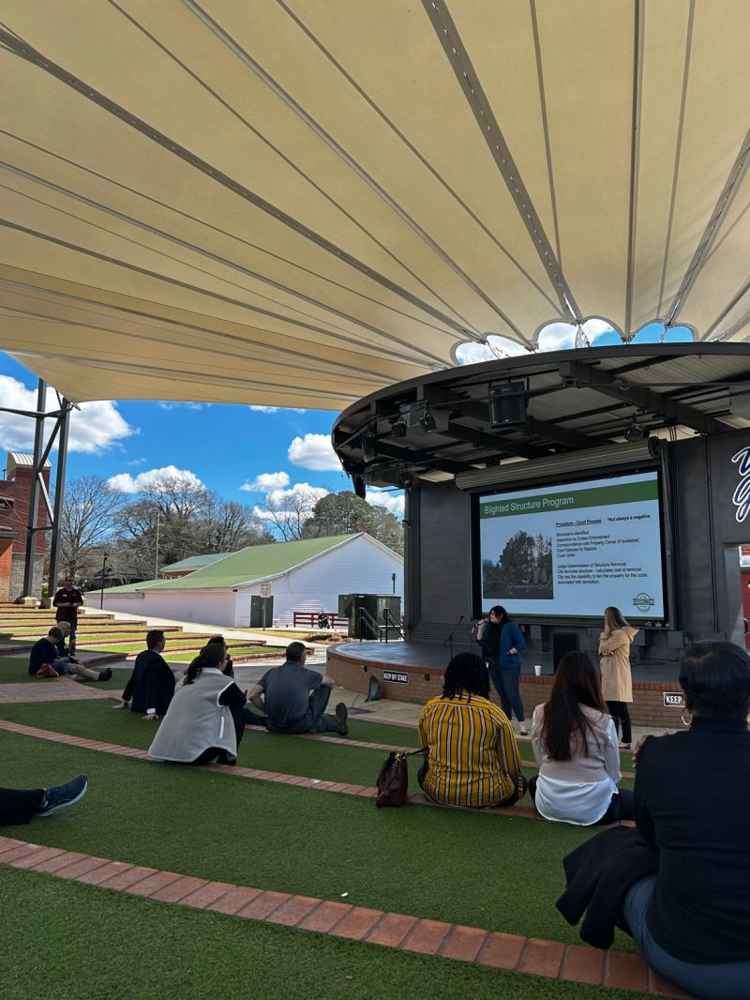 Blighted Structure Program
Procedure – Court Process *Not always a negative
Structure is identified
Inspection by Codes Enforcement
Correspondence with Property Owner (if available)
Cost Estimate for Repairs
Court Order
Judge Determination of Structure Removal
City removes structure – calculates cost of removal
City has the capability to lien the property for the costs
associated with demolition.
KEEP OFF STAGE
KEEP